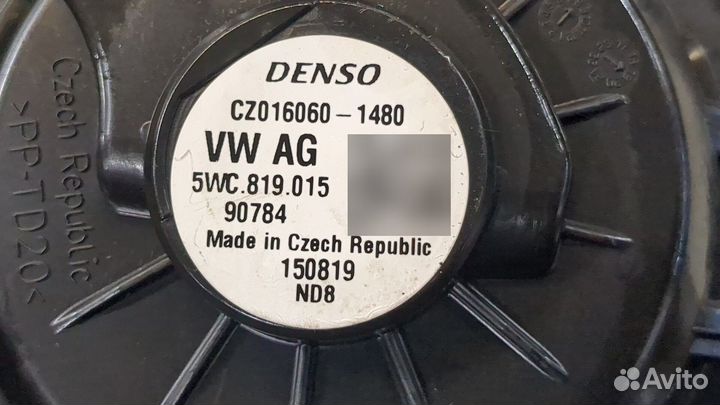 DENSO
CZ016060-1480
VW AG
5WC.819.015
90784
Made in Czech Republic
150819
ND8
Czech Republic
>PP-TD20<
Avito